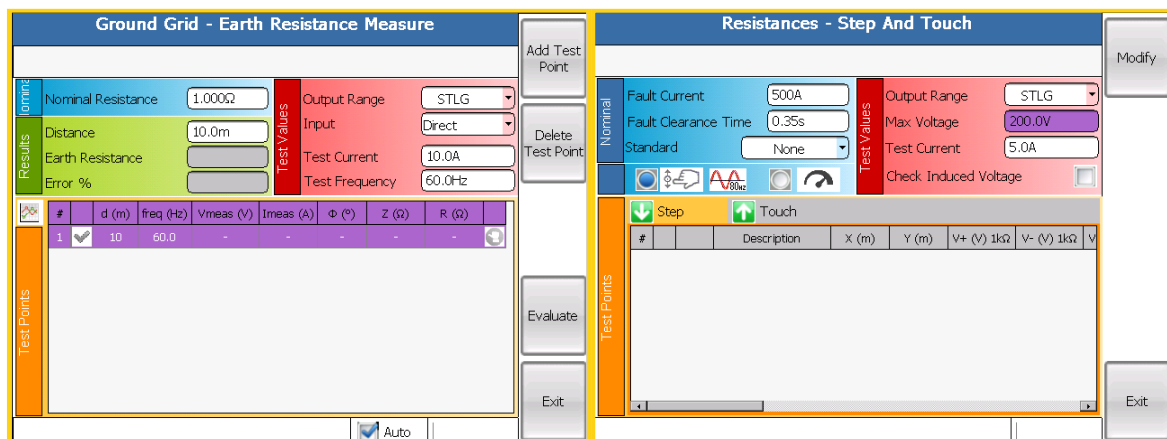 Ground Grid - Earth Resistance Measure
Add Test Point
Nominal Resistance 1.000Ω
Results
Distance 10.0m
Earth Resistance
Error %
Test Values
Output Range STLG
Input Direct
Test Current 10.0A
Test Frequency 60.0Hz
Delete Test Point
# d (m) freq (Hz) Vmeas (V) Imeas (A) Φ (º) Z (Ω) R (Ω)
1 10 60.0 - - - - -
Test Points
Evaluate
Exit
Auto
Resistances - Step And Touch
Modify
Nominal
Fault Current 500A
Fault Clearance Time 0.35s
Standard None
80Hz
Test Values
Output Range STLG
Max Voltage 200.0V
Test Current 5.0A
Check Induced Voltage
Step Touch
# Description X (m) Y (m) V+ (V) 1kΩ V- (V) 1kΩ V
Test Points
Exit